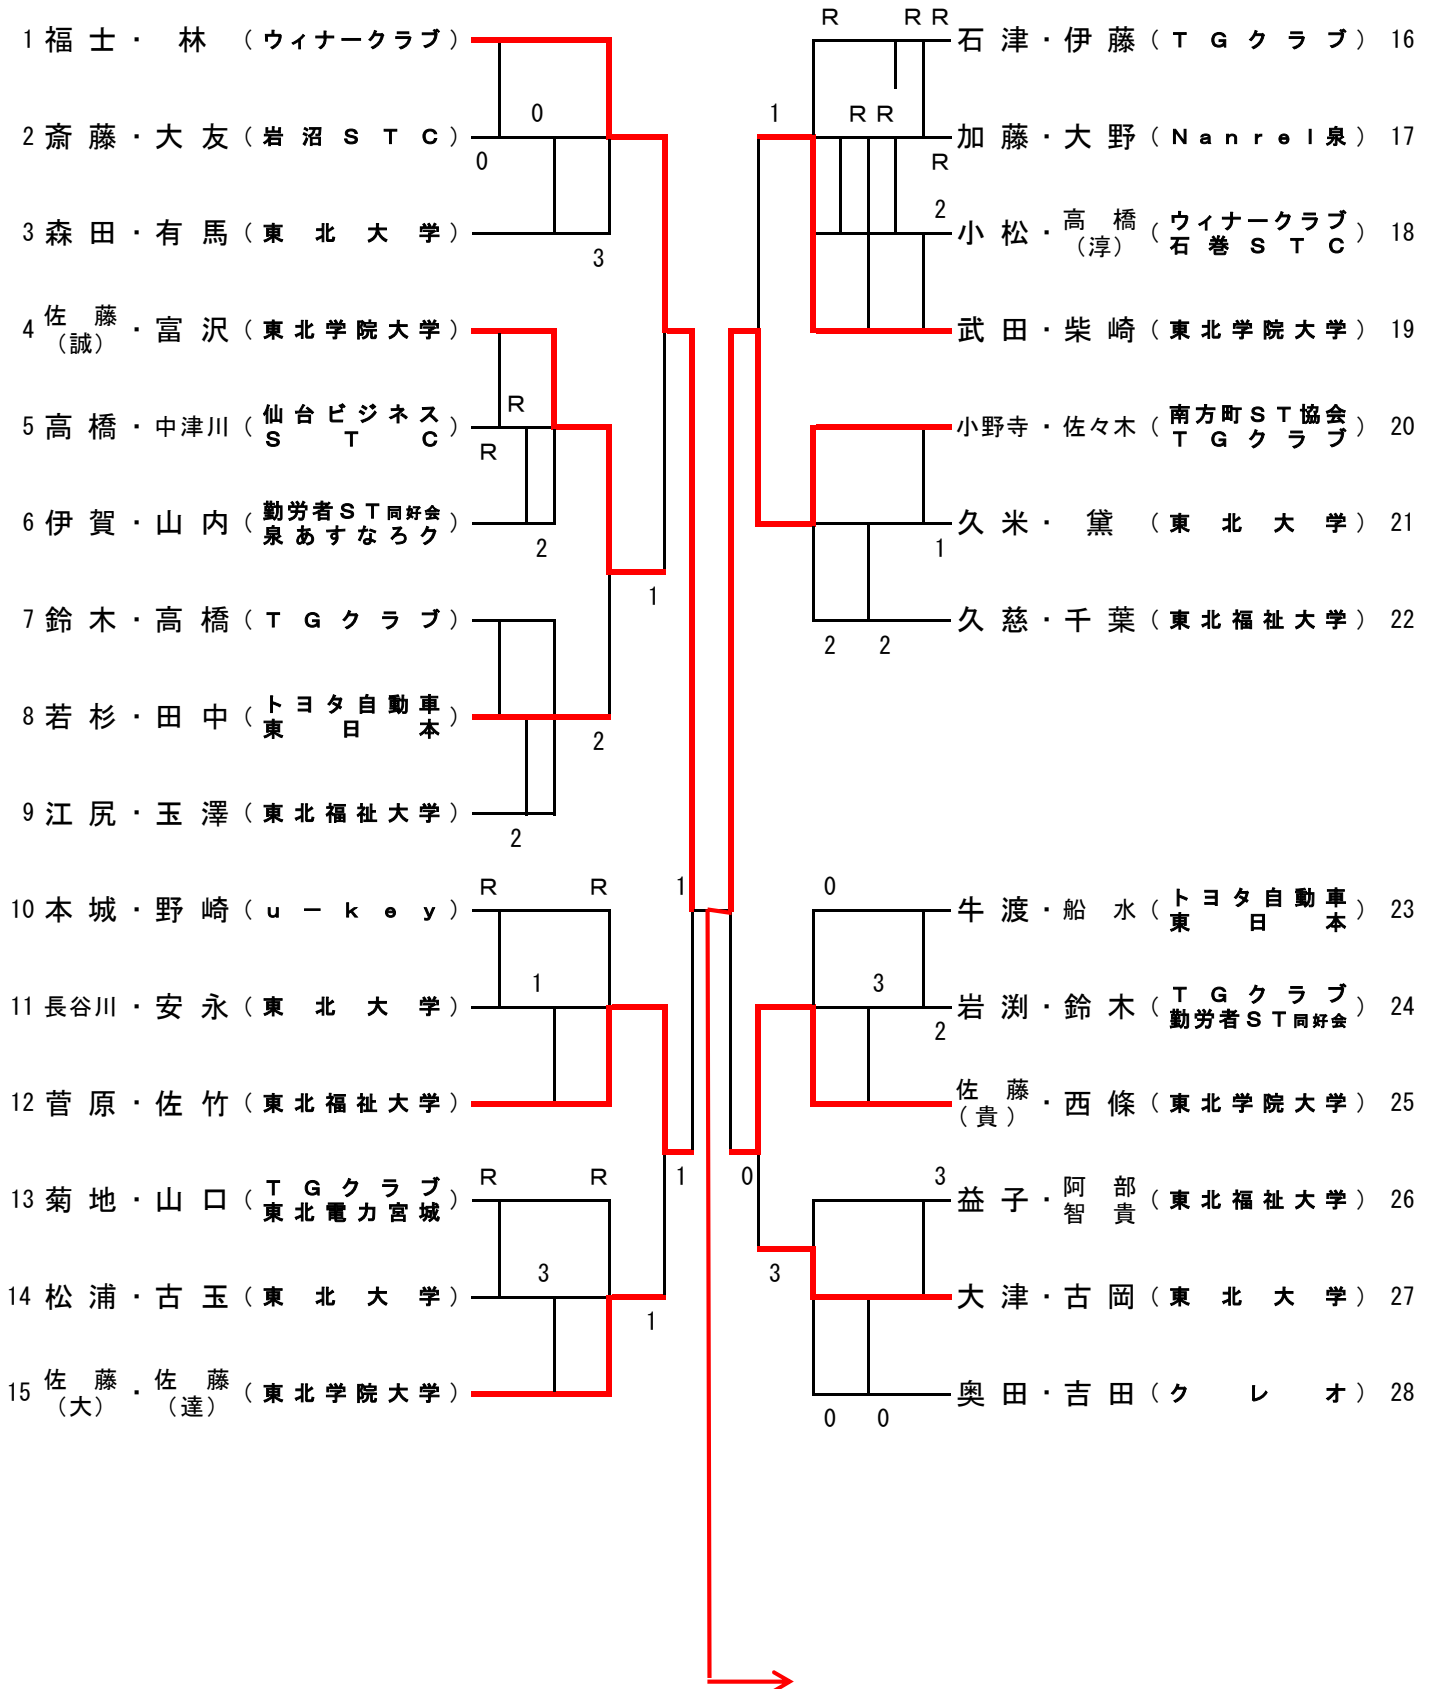 1 福士・林 (ウィナークラブ)
0
2 斎藤・大友 (岩沼STC)
0
3 森田・有馬 (東北大学)
3
4 佐藤(誠)・富沢 (東北学院大学)
R
5 高橋・中津川 (仙台ビジネスSTC)
R
6 伊賀・山内 (勤労者ST同好会 泉あすなろク)
2
1
7 鈴木・高橋 (TGクラブ)
8 若杉・田中 (トヨタ自動車東日本)
2
9 江尻・玉澤 (東北福祉大学)
2
R R 1
10 本城・野崎 (u-key)
1
11 長谷川・安永 (東北大学)
12 菅原・佐竹 (東北福祉大学)
R R 1
13 菊地・山口 (TGクラブ 東北電力宮城)
3
14 松浦・古玉 (東北大学)
1
15 佐藤(大)・佐藤(達) (東北学院大学)
R R R
石津・伊藤 (TGクラブ) 16
1 R R
加藤・大野 (Nanrel泉) 17
R
2
小松・高橋(淳) (ウィナークラブ 石巻STC) 18
武田・柴崎 (東北学院大学) 19
小野寺・佐々木 (南方町ST協会 TGクラブ) 20
久米・黛 (東北大学) 21
1
久慈・千葉 (東北福祉大学) 22
2 2
0
牛渡・船水 (トヨタ自動車東日本) 23
3
岩渕・鈴木 (TGクラブ 勤労者ST同好会) 24
2
佐藤(貴)・西條 (東北学院大学) 25
0 3
益子・阿部智貴 (東北福祉大学) 26
3
大津・古岡 (東北大学) 27
奥田・吉田 (クレオ) 28
0 0